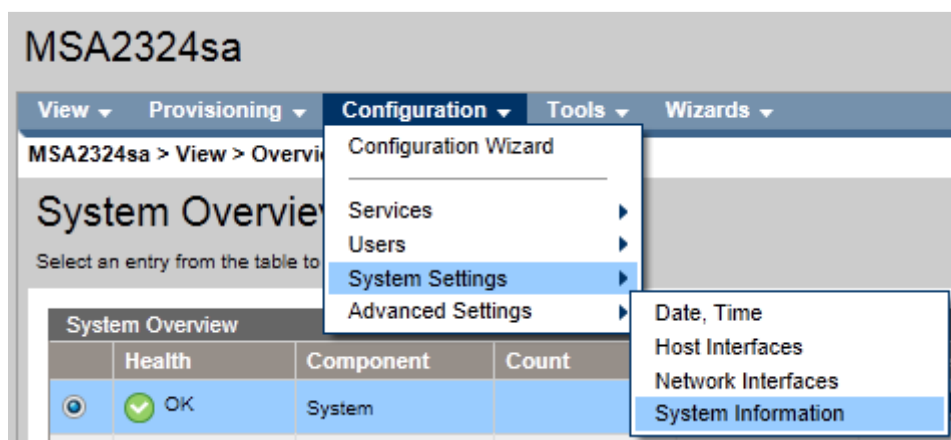 MSA2324sa
View Provisioning Configuration Tools Wizards
MSA2324sa > View >
Configuration Wizard
System
Services
Users
Select an entry from the table to
System Settings
Advanced Settings
Date, Time
System Overview
Host Interfaces
Health Component Count
Network Interfaces
OK System
System Information